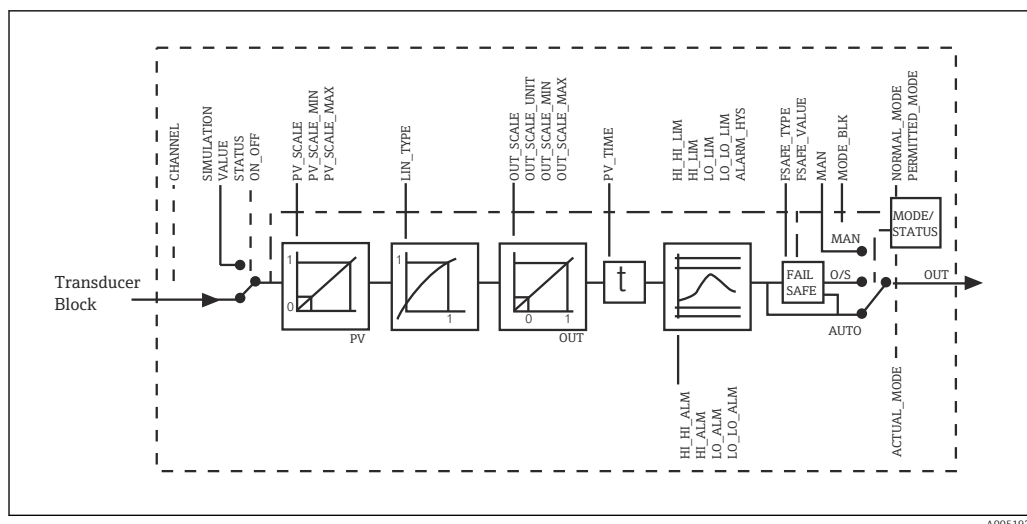 CHANNEL
SIMULATION
VALUE
STATUS
ON_OFF
PV_SCALE
PV_SCALE_MIN
PV_SCALE_MAX
LIN_TYPE
OUT_SCALE
OUT_SCALE_UNIT
OUT_SCALE_MIN
OUT_SCALE_MAX
PV_TIME
HI_HI_LIM
HI_LIM
LO_LIM
LO_LO_LIM
ALARM_HYS
FSAFE_TYPE
FSAFE_VALUE
MAN
MODE_BLK
NORMAL_MODE
PERMITTED_MODE
MODE/
STATUS
MAN
Transducer
Block
1
0
PV
1
1
0
1
OUT
t
FAIL
SAFE
O/S
AUTO
OUT
HI_HI_ALM
HI_ALM
LO_ALM
LO_LO_ALM
ACTUAL_MODE